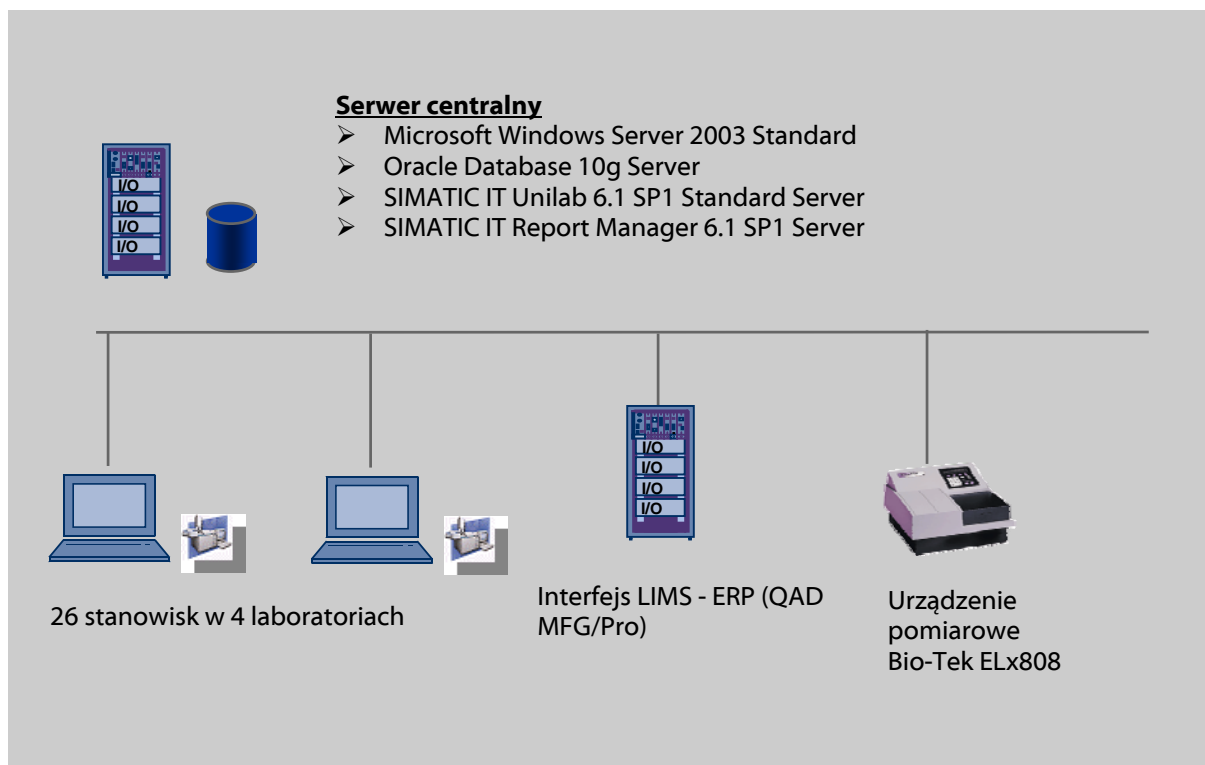 Serwer centralny
➢ Microsoft Windows Server 2003 Standard
➢ Oracle Database 10g Server
➢ SIMATIC IT Unilab 6.1 SP1 Standard Server
➢ SIMATIC IT Report Manager 6.1 SP1 Server
I/O
I/O
I/O
I/O
I/O
I/O
I/O
I/O
26 stanowisk w 4 laboratoriach
Interfejs LIMS - ERP (QAD
MFG/Pro)
Urządzenie
pomiarowe
Bio-Tek ELx808